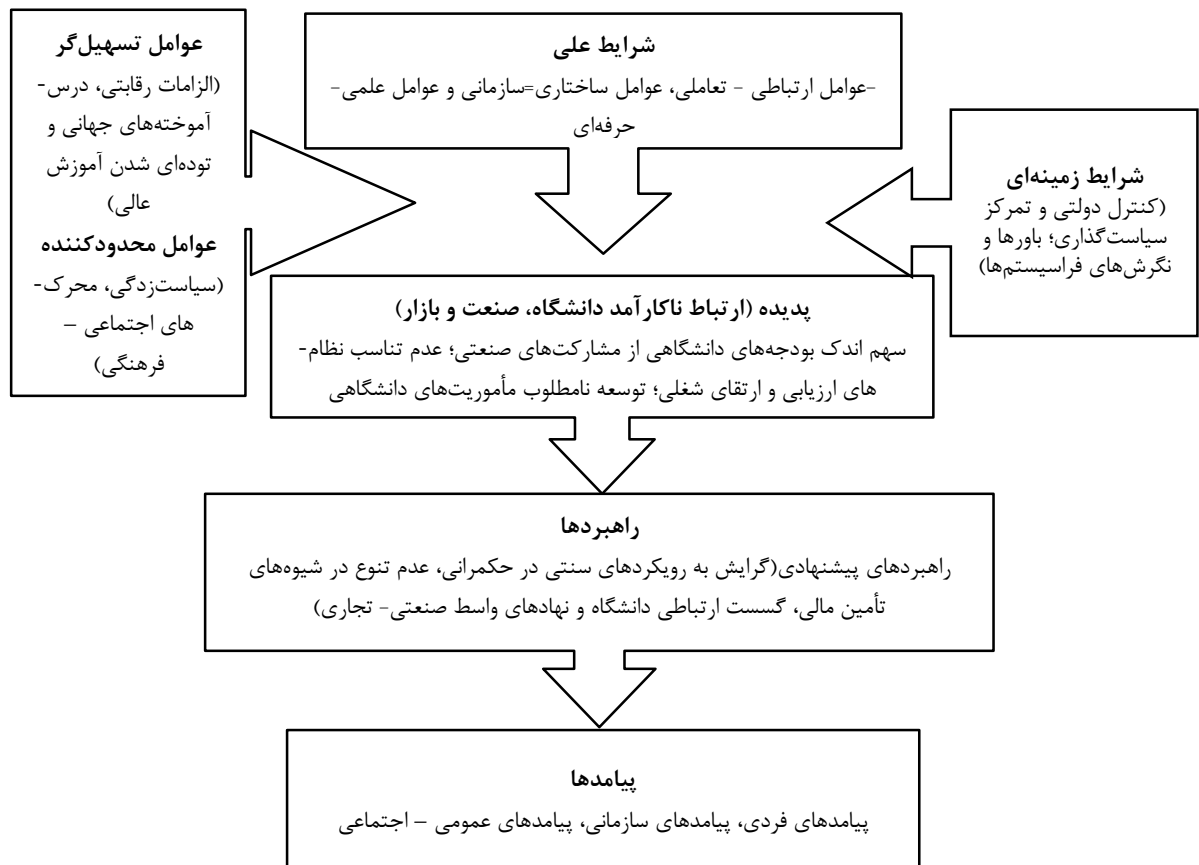 شرایط علی
-عوامل ارتباطی - تعاملی، عوامل ساختاری=سازمانی و عوامل علمی-
حرفه‌ای
عوامل تسهیل‌گر
(الزامات رقابتی، درس-
آموخته‌های جهانی و
توده‌ای شدن آموزش
عالی)
عوامل محدودکننده
(سیاست‌زدگی، محرک-
های اجتماعی –
فرهنگی)
شرایط زمینه‌ای
(کنترل دولتی و تمرکز
سیاست‌گذاری؛ باورها و
نگرش‌های فراسیستم‌ها)
پدیده (ارتباط ناکارآمد دانشگاه، صنعت و بازار)
سهم اندک بودجه‌های دانشگاهی از مشارکت‌های صنعتی؛ عدم تناسب نظام-
های ارزیابی و ارتقای شغلی؛ توسعه نامطلوب مأموریت‌های دانشگاهی
راهبردها
راهبردهای پیشنهادی(گرایش به رویکردهای سنتی در حکمرانی، عدم تنوع در شیوه‌های
تأمین مالی، گسست ارتباطی دانشگاه و نهادهای واسط صنعتی- تجاری)
پیامدها
پیامدهای فردی، پیامدهای سازمانی، پیامدهای عمومی – اجتماعی